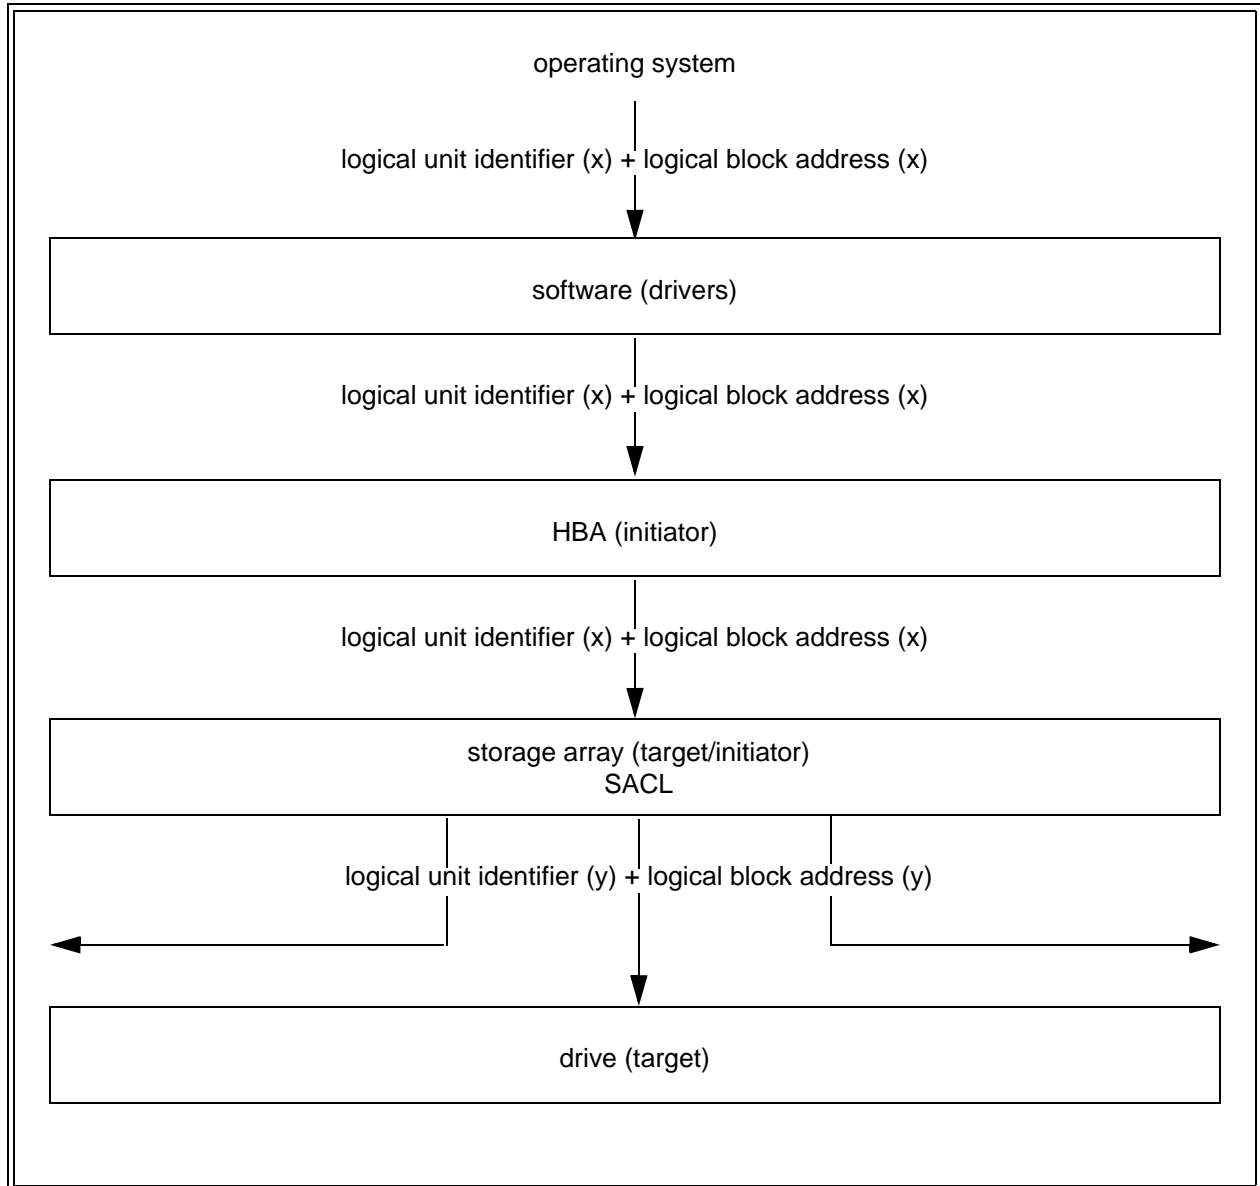 operating system
logical unit identifier (x) + logical block address (x)
software (drivers)
logical unit identifier (x) + logical block address (x)
HBA (initiator)
logical unit identifier (x) + logical block address (x)
storage array (target/initiator)
SACL
logical unit identifier (y) + logical block address (y)
drive (target)